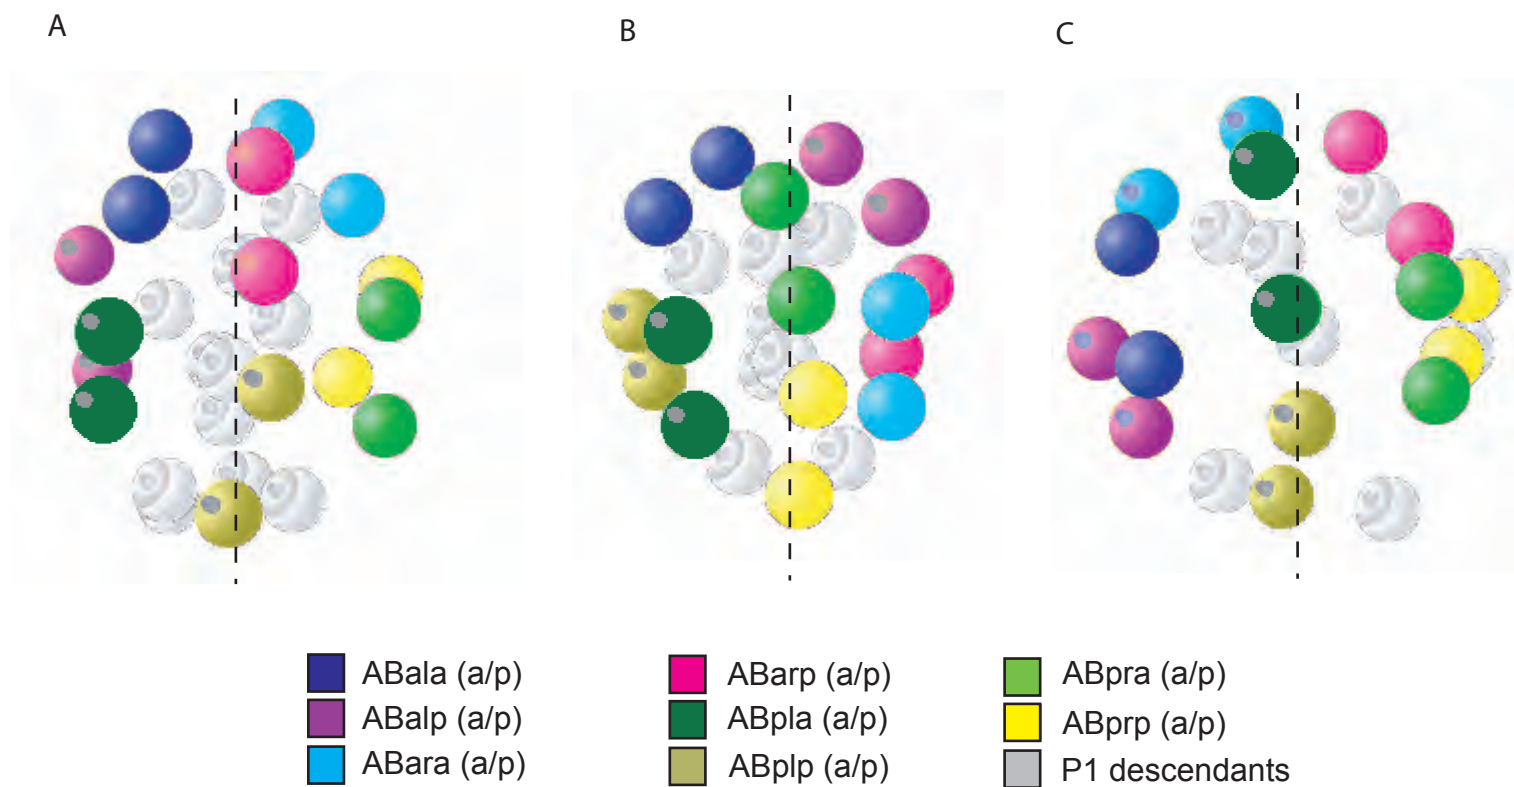 A
B
C
ABala (a/p)
ABalp (a/p)
ABara (a/p)
ABarp (a/p)
ABpla (a/p)
ABplp (a/p)
ABpra (a/p)
ABprp (a/p)
P1 descendants